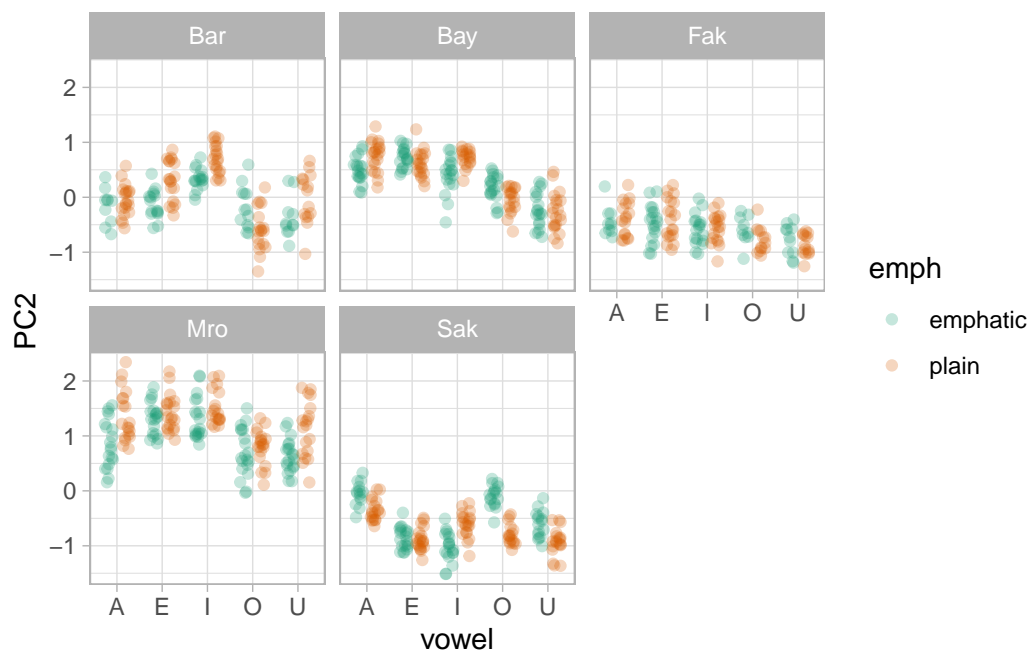 Bar
Bay
Fak
2
1
0
−1
A E I O U
Mro
Sak
2
1
0
−1
A E I O U
A E I O U
vowel
PC2
emph
emphatic
plain